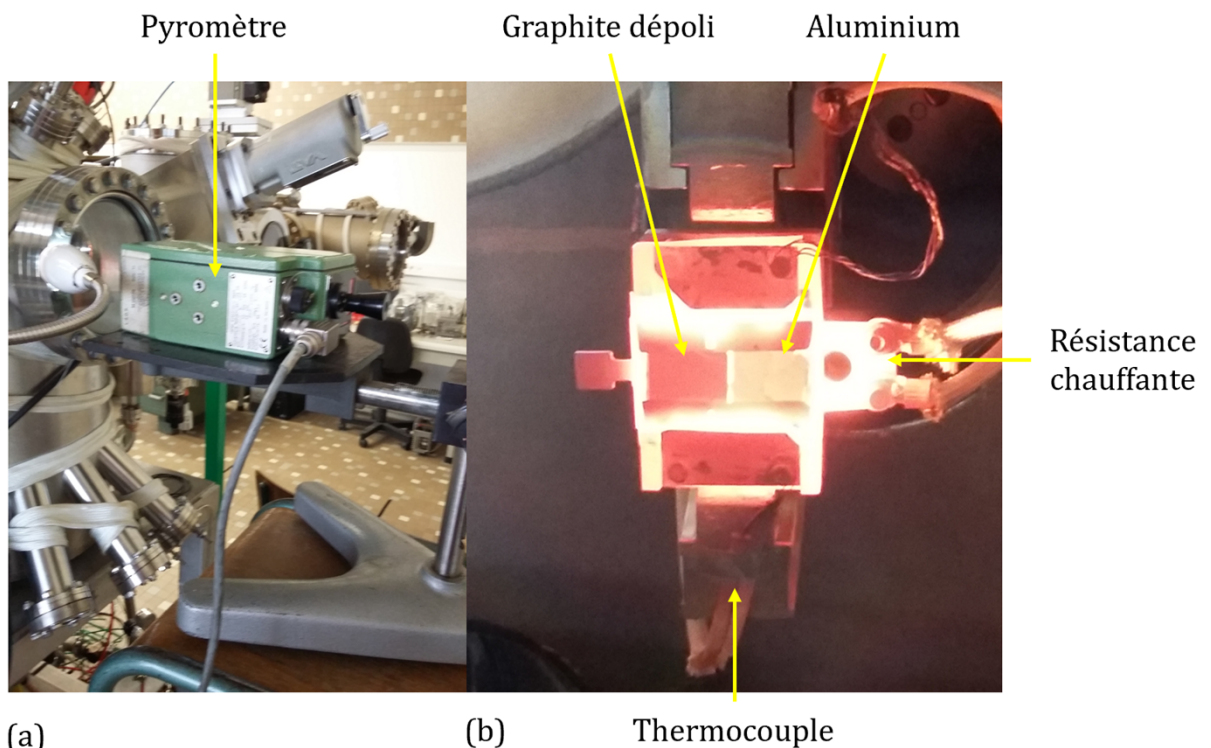 Pyromètre
Graphite dépoli
Aluminium
Résistance
chauffante
Thermocouple
(a)
(b)